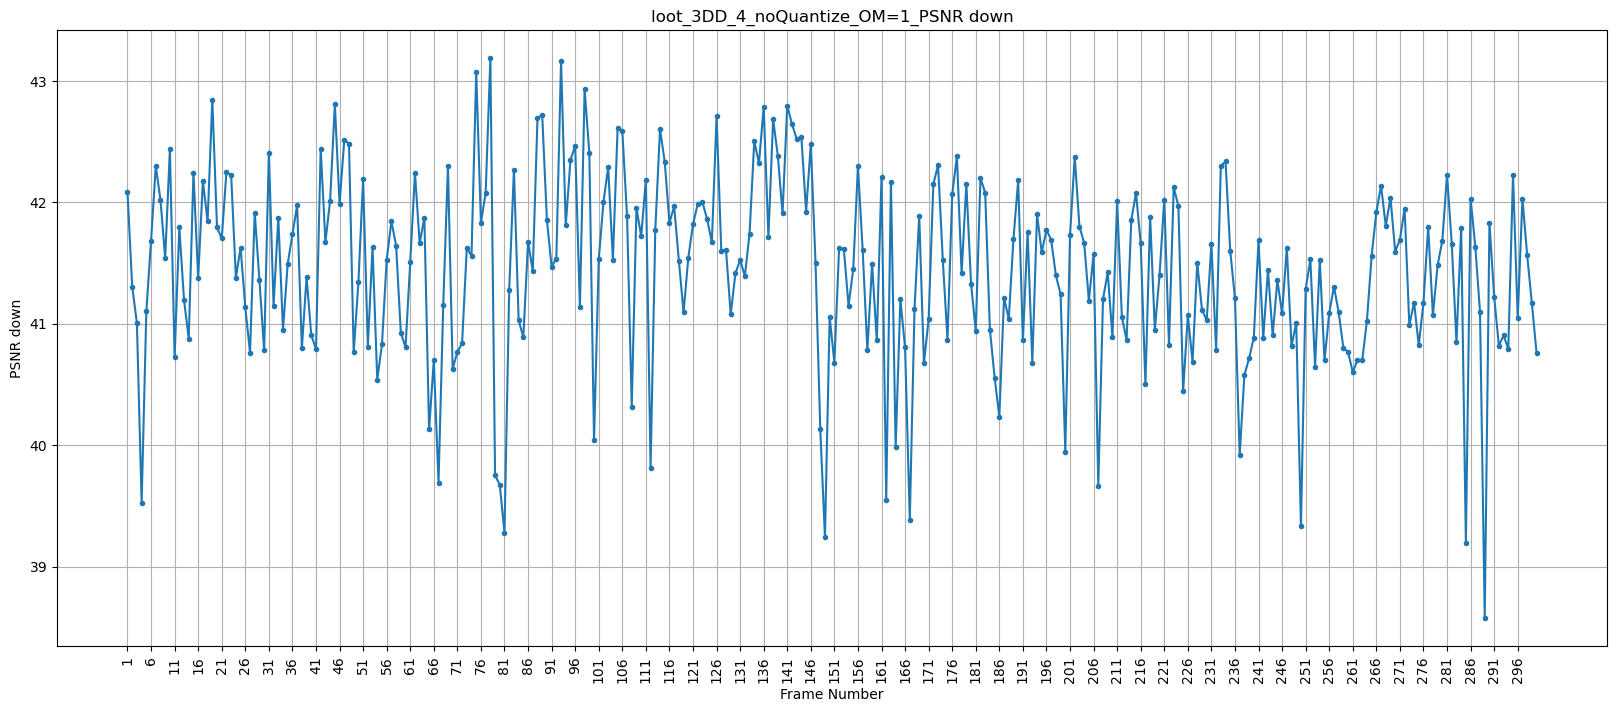 loot_3DD_4_noQuantize_OM=1_PSNR down
43
42
41
40
39
PSNR down
1 6 11 16 21 26 31 36 41 46 51 56 61 66 71 76 81 86 91 96 101 106 111 116 121 126 131 136 141 146 151 156 161 166 171 176 181 186 191 196 201 206 211 216 221 226 231 236 241 246 251 256 261 266 271 276 281 286 291 296
Frame Number